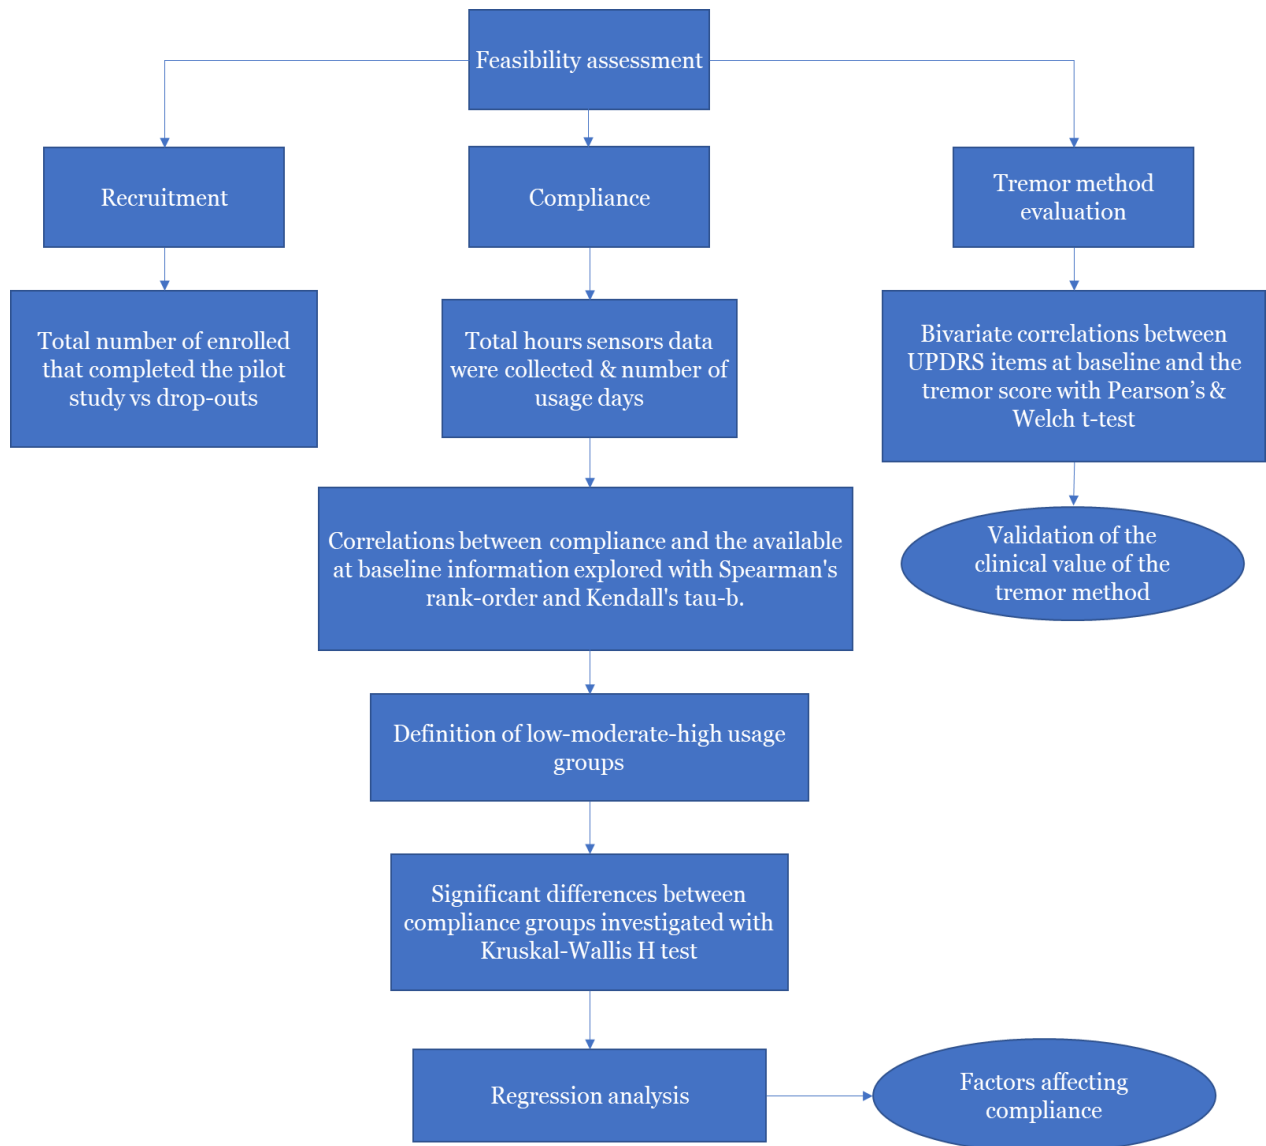 Feasibility assessment
Recruitment
Compliance
Tremor method
evaluation
Total number of enrolled
that completed the pilot
study vs drop-outs
Total hours sensors data
were collected & number of
usage days
Bivariate correlations between
UPDRS items at baseline and the
tremor score with Pearson’s &
Welch t-test
Correlations between compliance and the available
at baseline information explored with Spearman's
rank-order and Kendall's tau-b.
Validation of the
clinical value of the
tremor method
Definition of low-moderate-high usage
groups
Significant differences between
compliance groups investigated with
Kruskal-Wallis H test
Regression analysis
Factors affecting
compliance